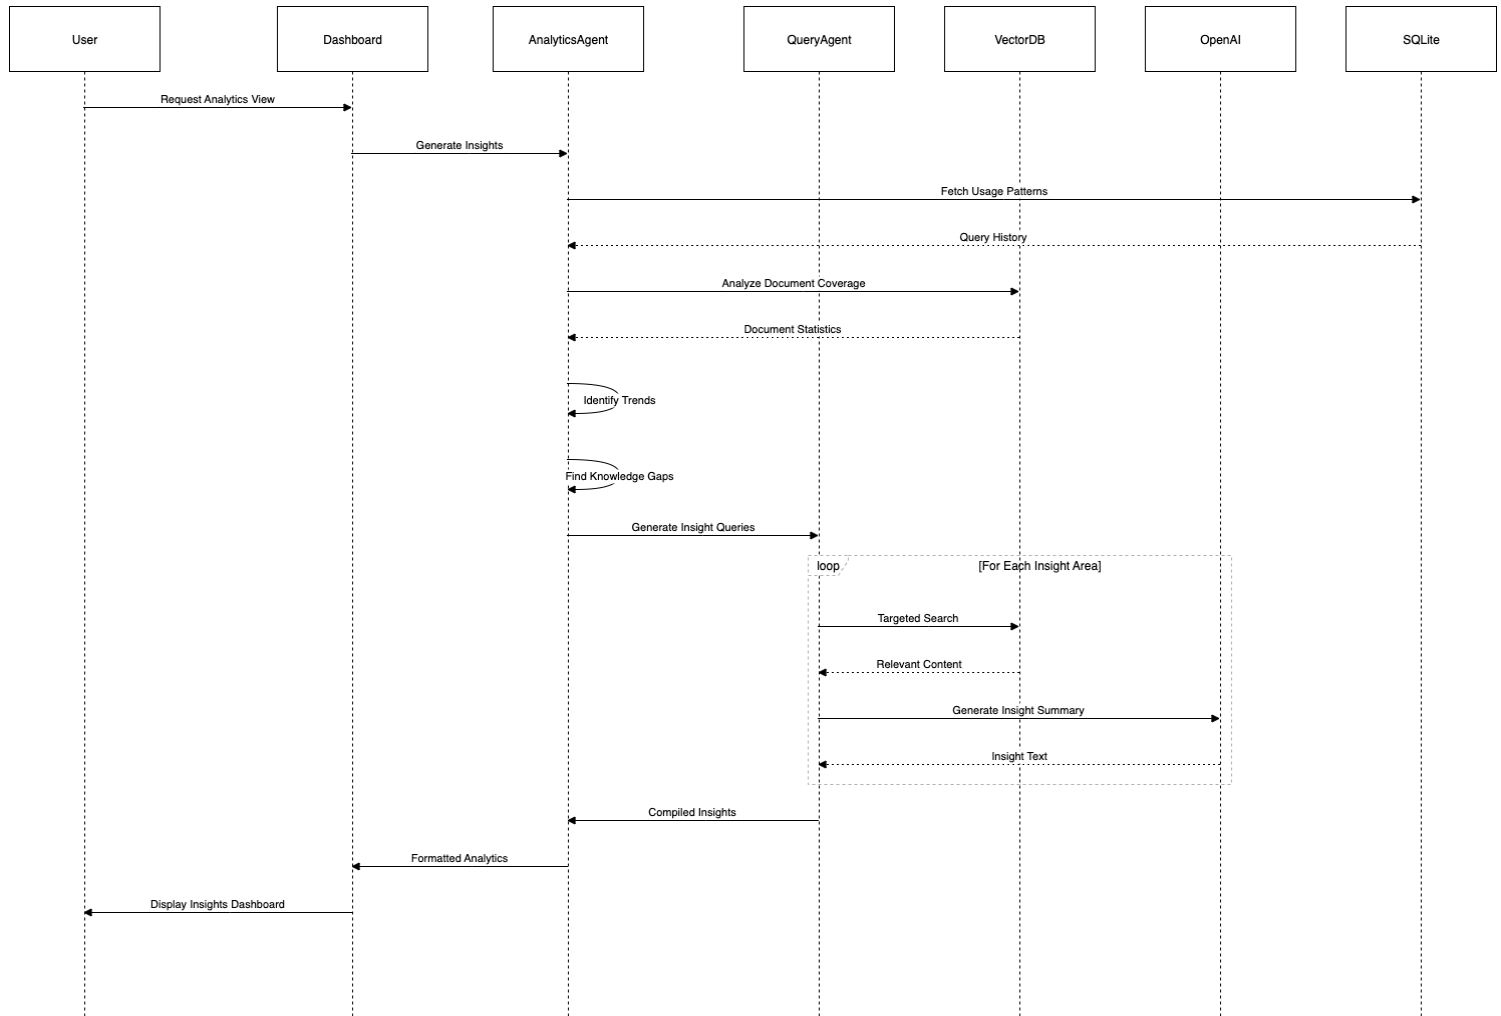 User
Dashboard
AnalyticsAgent
QueryAgent
VectorDB
OpenAI
SQLite
Request Analytics View
Generate Insights
Fetch Usage Patterns
Query History
Analyze Document Coverage
Document Statistics
Identify Trends
Find Knowledge Gaps
Generate Insight Queries
loop
[For Each Insight Area]
Targeted Search
Relevant Content
Generate Insight Summary
Insight Text
Compiled Insights
Formatted Analytics
Display Insights Dashboard